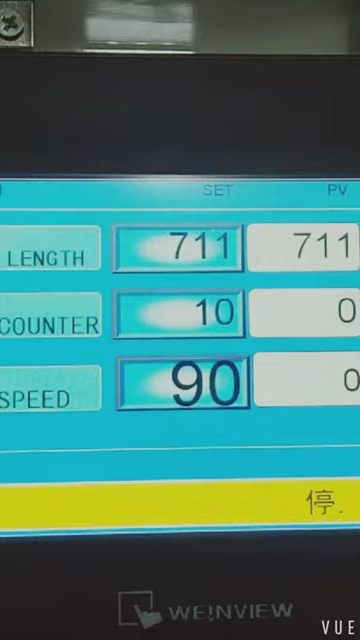 SET PV
LENGTH 711 711
COUNTER 10 0
SPEED 90 0
停.
WEINVIEW
VUE